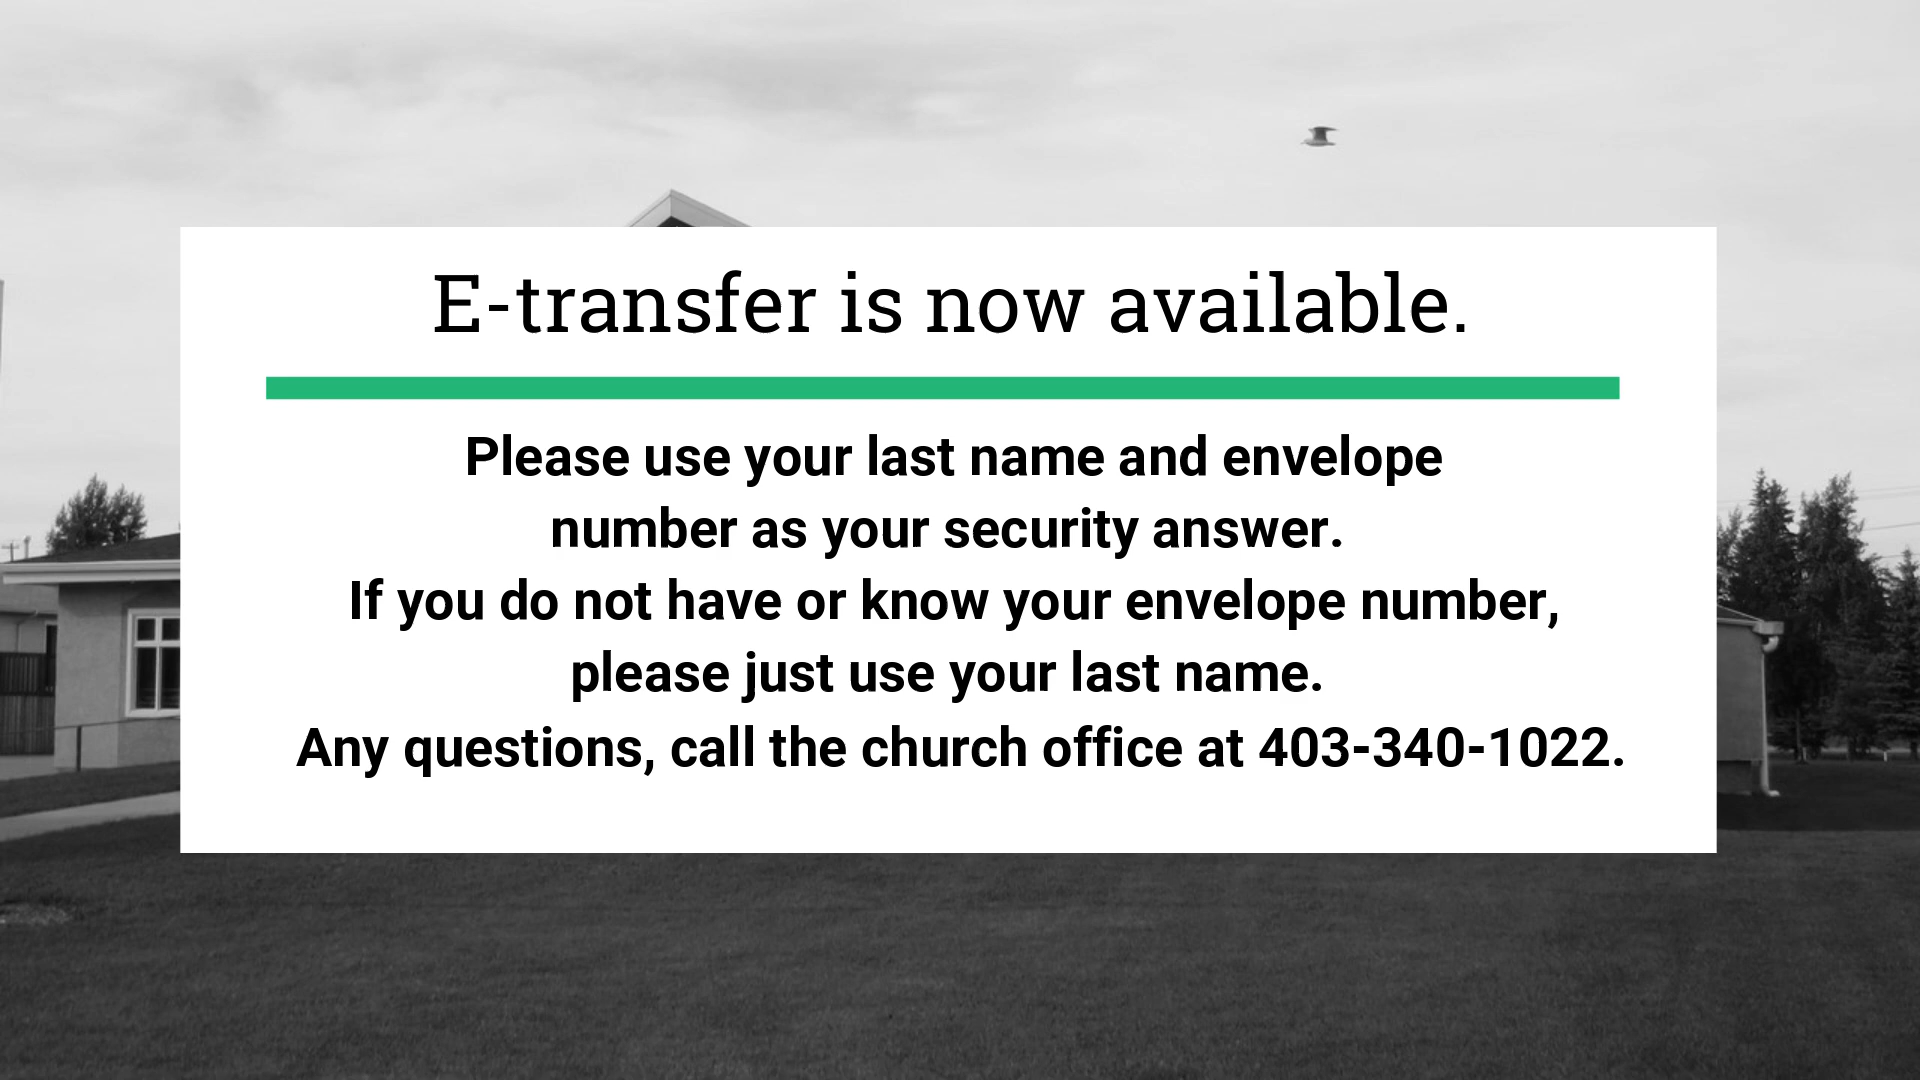 E-transfer is now available.
Please use your last name and envelope
number as your security answer.
If you do not have or know your envelope number,
please just use your last name.
Any questions, call the church office at 403-340-1022.